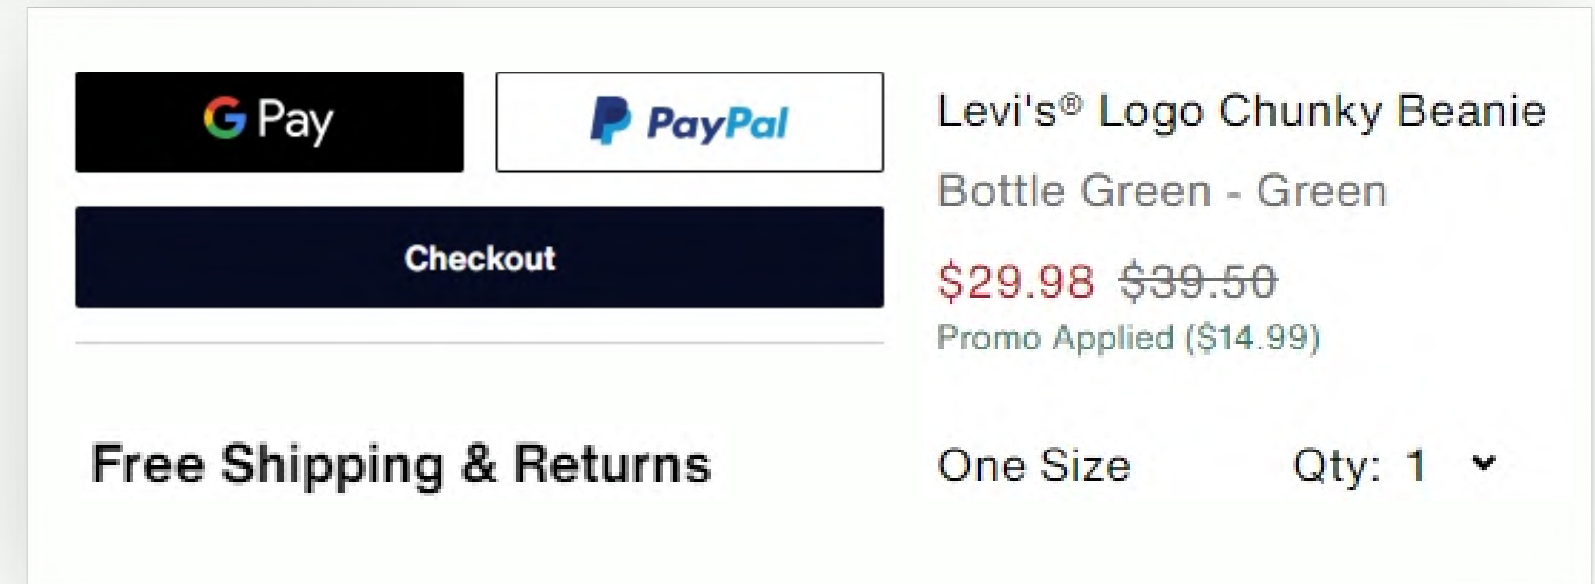 G Pay
PayPal
Checkout
Free Shipping & Returns
Levi's® Logo Chunky Beanie
Bottle Green - Green
$29.98 $39.50
Promo Applied ($14.99)
One Size
Qty: 1